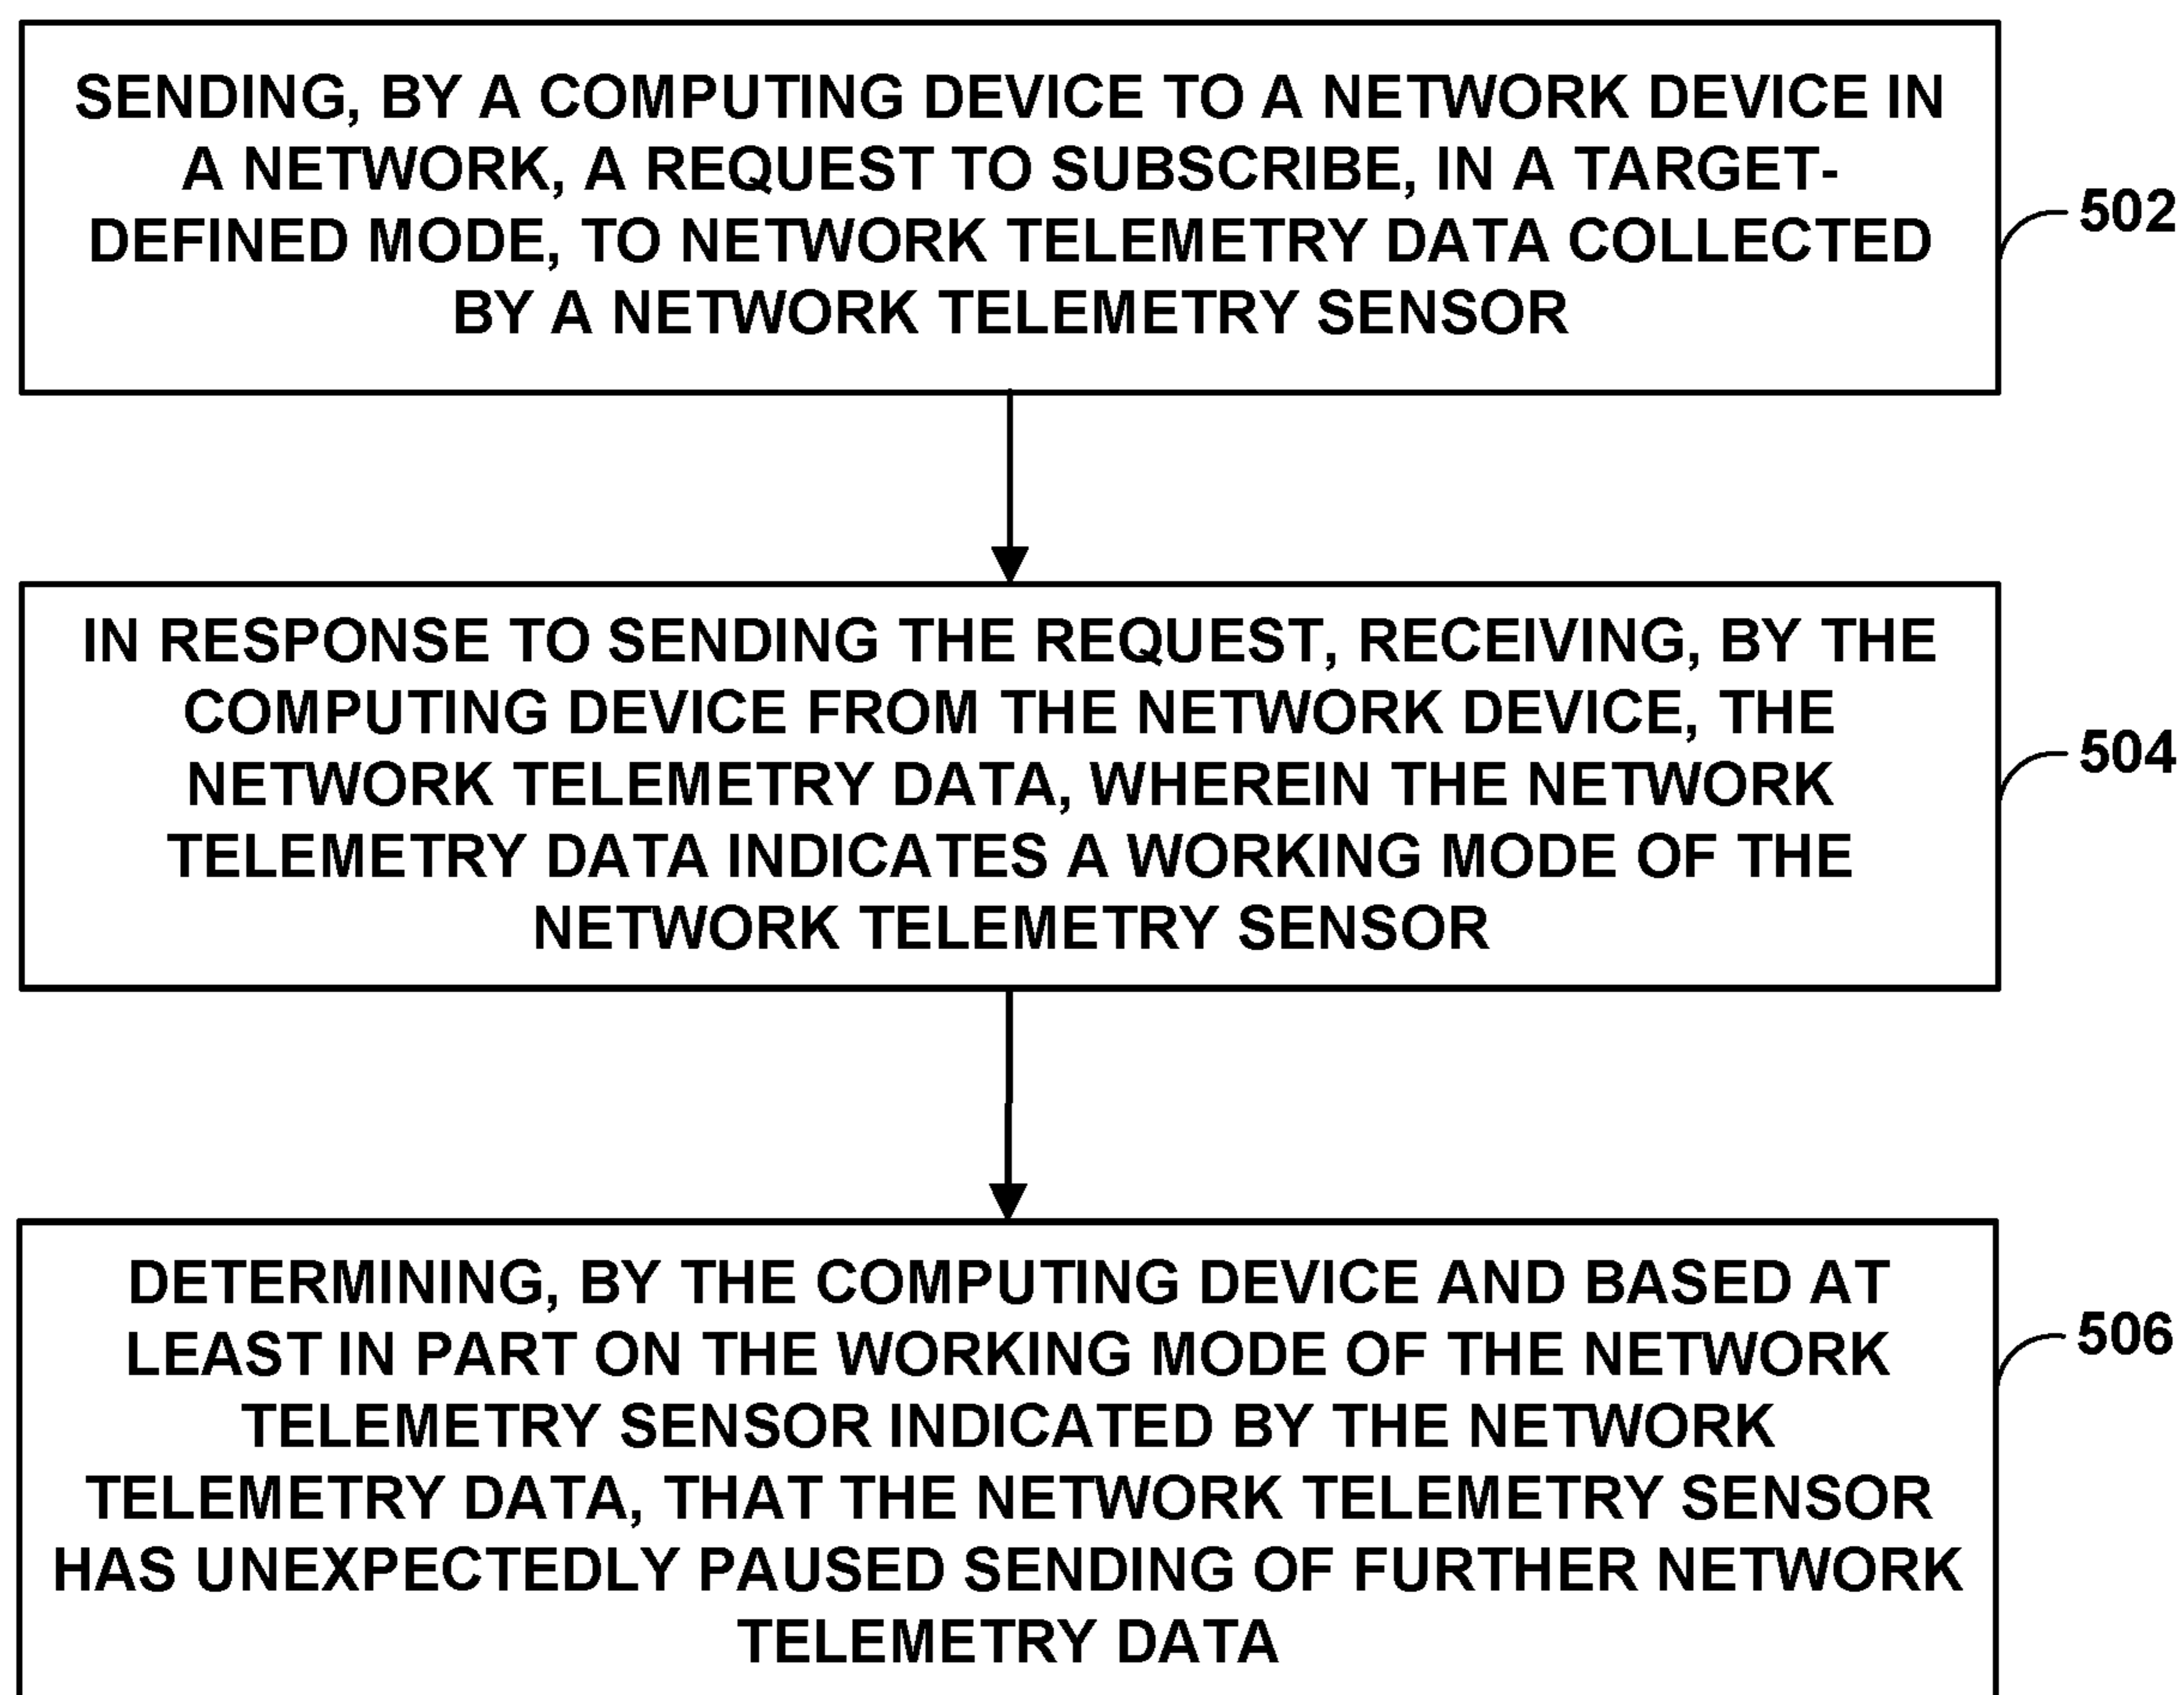 SENDING, BY A COMPUTING DEVICE TO A NETWORK DEVICE IN
A NETWORK, A REQUEST TO SUBSCRIBE, IN A TARGET-
DEFINED MODE, TO NETWORK TELEMETRY DATA COLLECTED
BY A NETWORK TELEMETRY SENSOR
502
IN RESPONSE TO SENDING THE REQUEST, RECEIVING, BY THE
COMPUTING DEVICE FROM THE NETWORK DEVICE, THE
NETWORK TELEMETRY DATA, WHEREIN THE NETWORK
TELEMETRY DATA INDICATES A WORKING MODE OF THE
NETWORK TELEMETRY SENSOR
504
DETERMINING, BY THE COMPUTING DEVICE AND BASED AT
LEAST IN PART ON THE WORKING MODE OF THE NETWORK
TELEMETRY SENSOR INDICATED BY THE NETWORK
TELEMETRY DATA, THAT THE NETWORK TELEMETRY SENSOR
HAS UNEXPECTEDLY PAUSED SENDING OF FURTHER NETWORK
TELEMETRY DATA
506